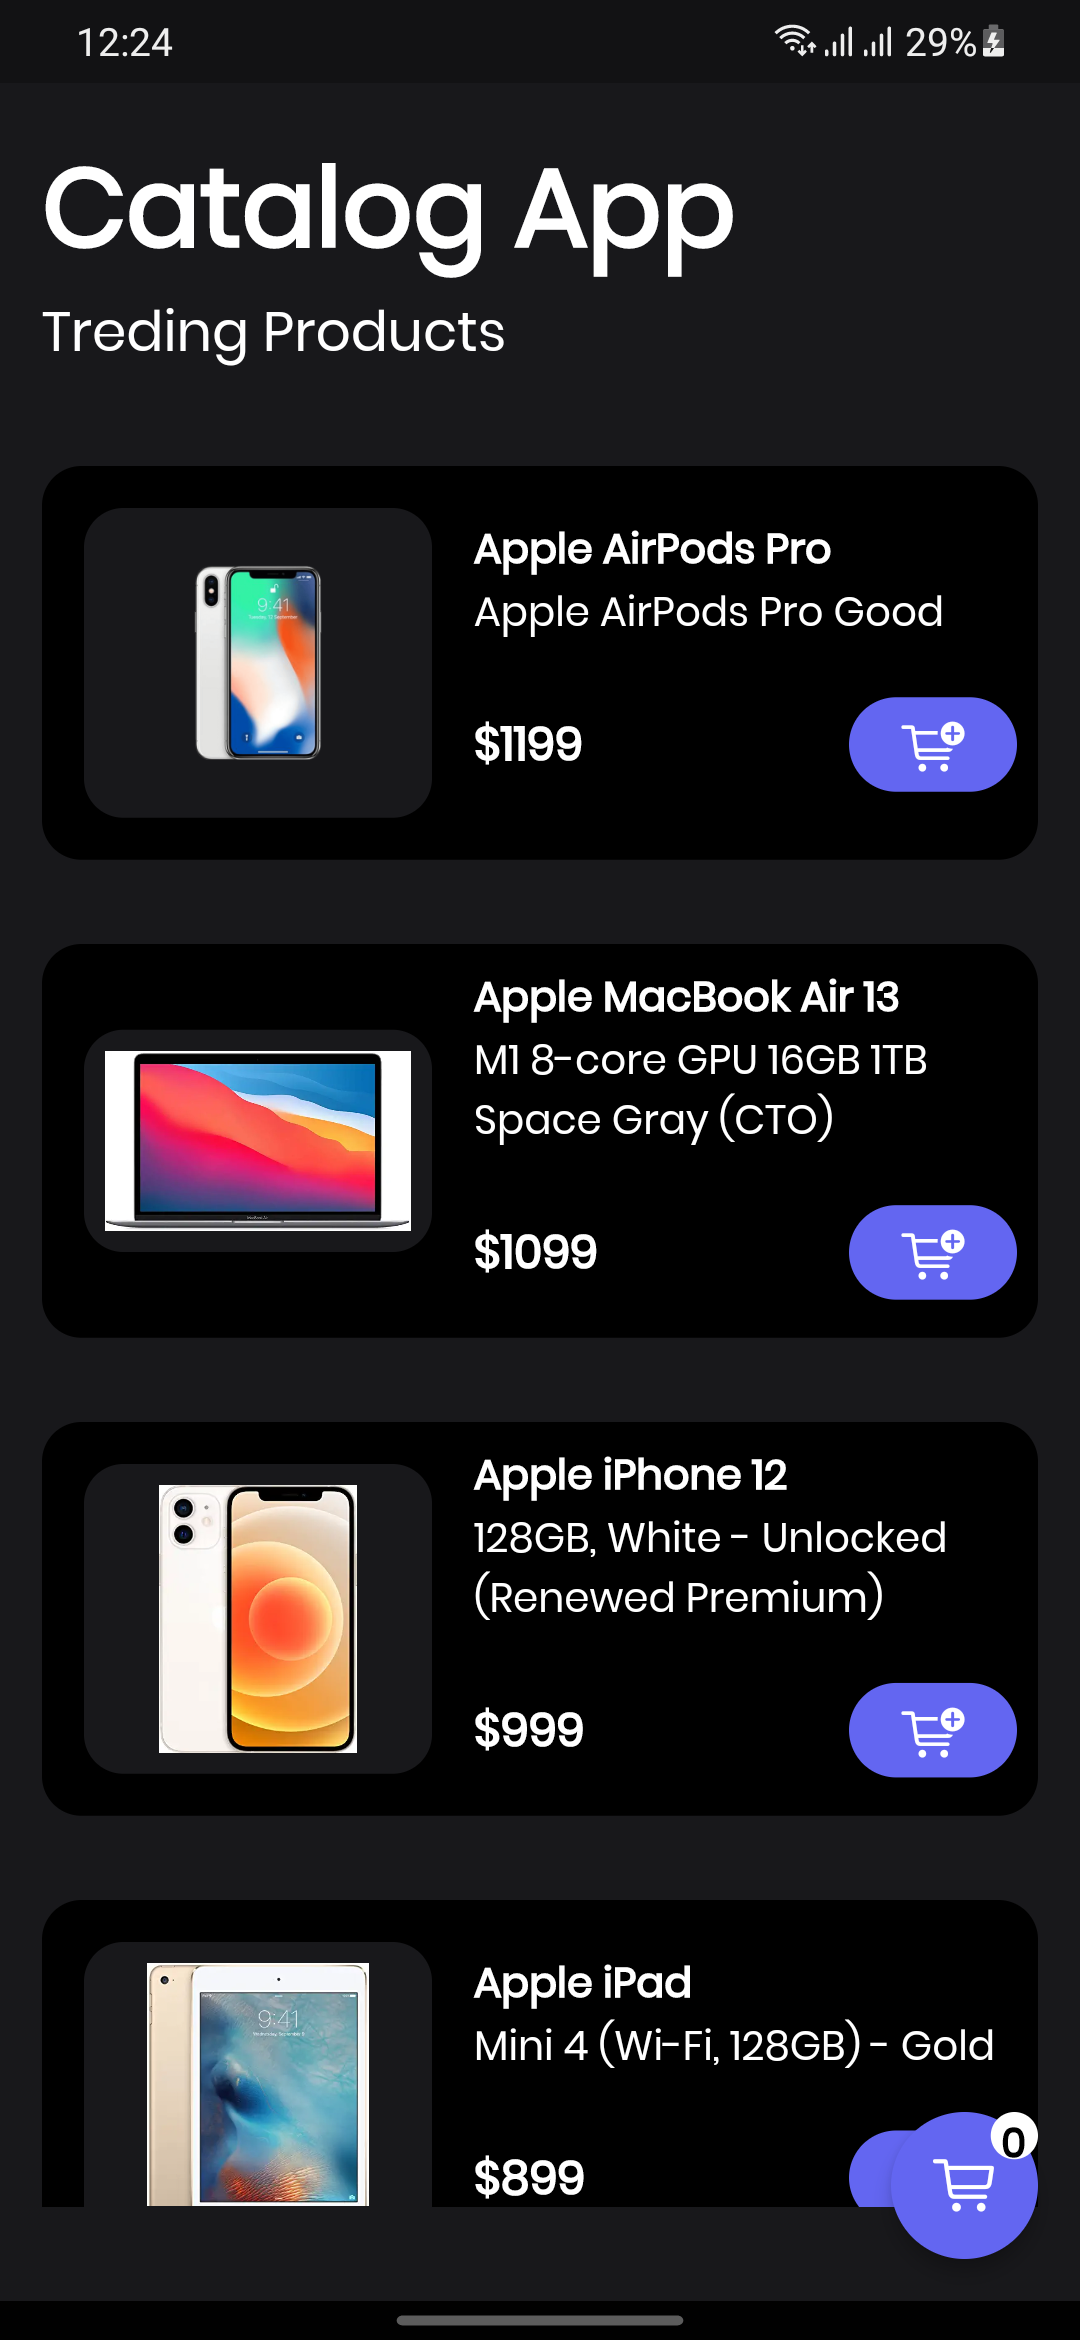 12:24
29%
Catalog App
Treding Products
9:41
Apple AirPods Pro
Apple AirPods Pro Good
$1199
Apple MacBook Air 13
M1 8-core GPU 16GB 1TB
Space Gray (CTO)
$1099
Apple iPhone 12
128GB, White - Unlocked
(Renewed Premium)
$999
9:41
Apple iPad
Mini 4 (Wi-Fi, 128GB) - Gold
$899
0